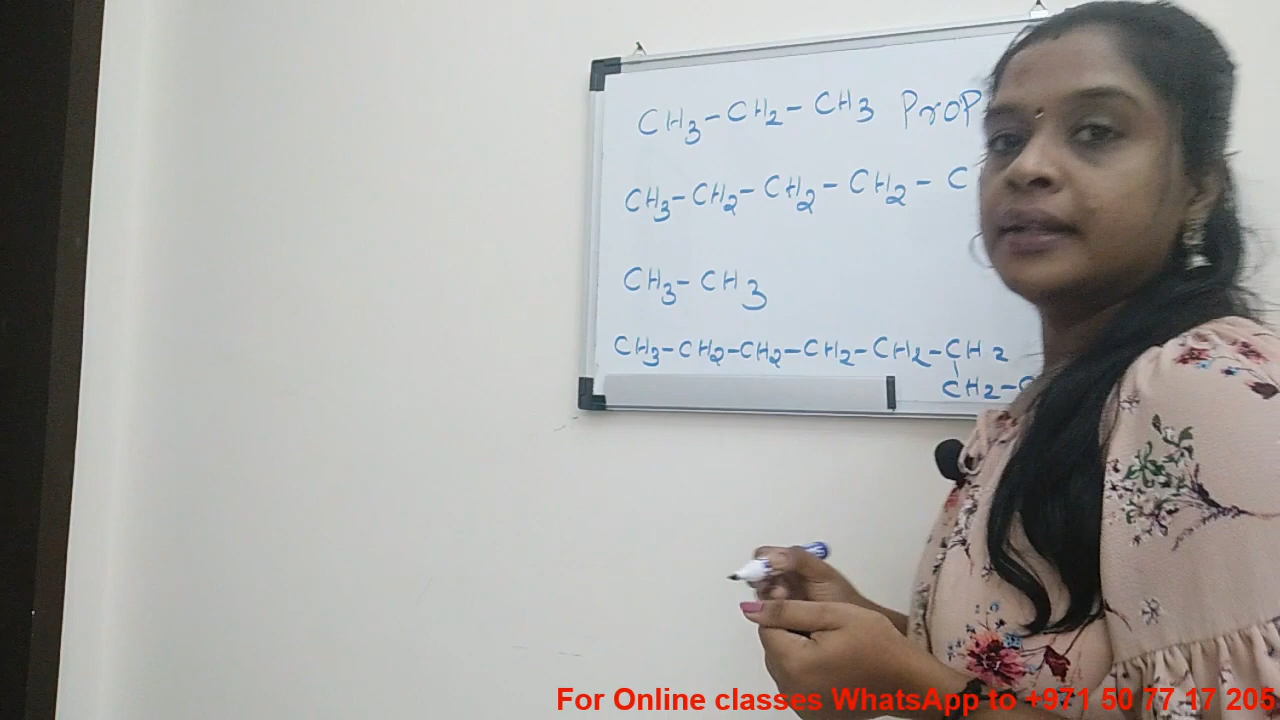 CH3-CH2-CH3 ProP
CH3-CH2-CH2-CH2-C
CH3-CH3
CH3-CH2-CH2-CH2-CH2-CH2
CH2-C
For Online classes WhatsApp to +971 50 77 17 205